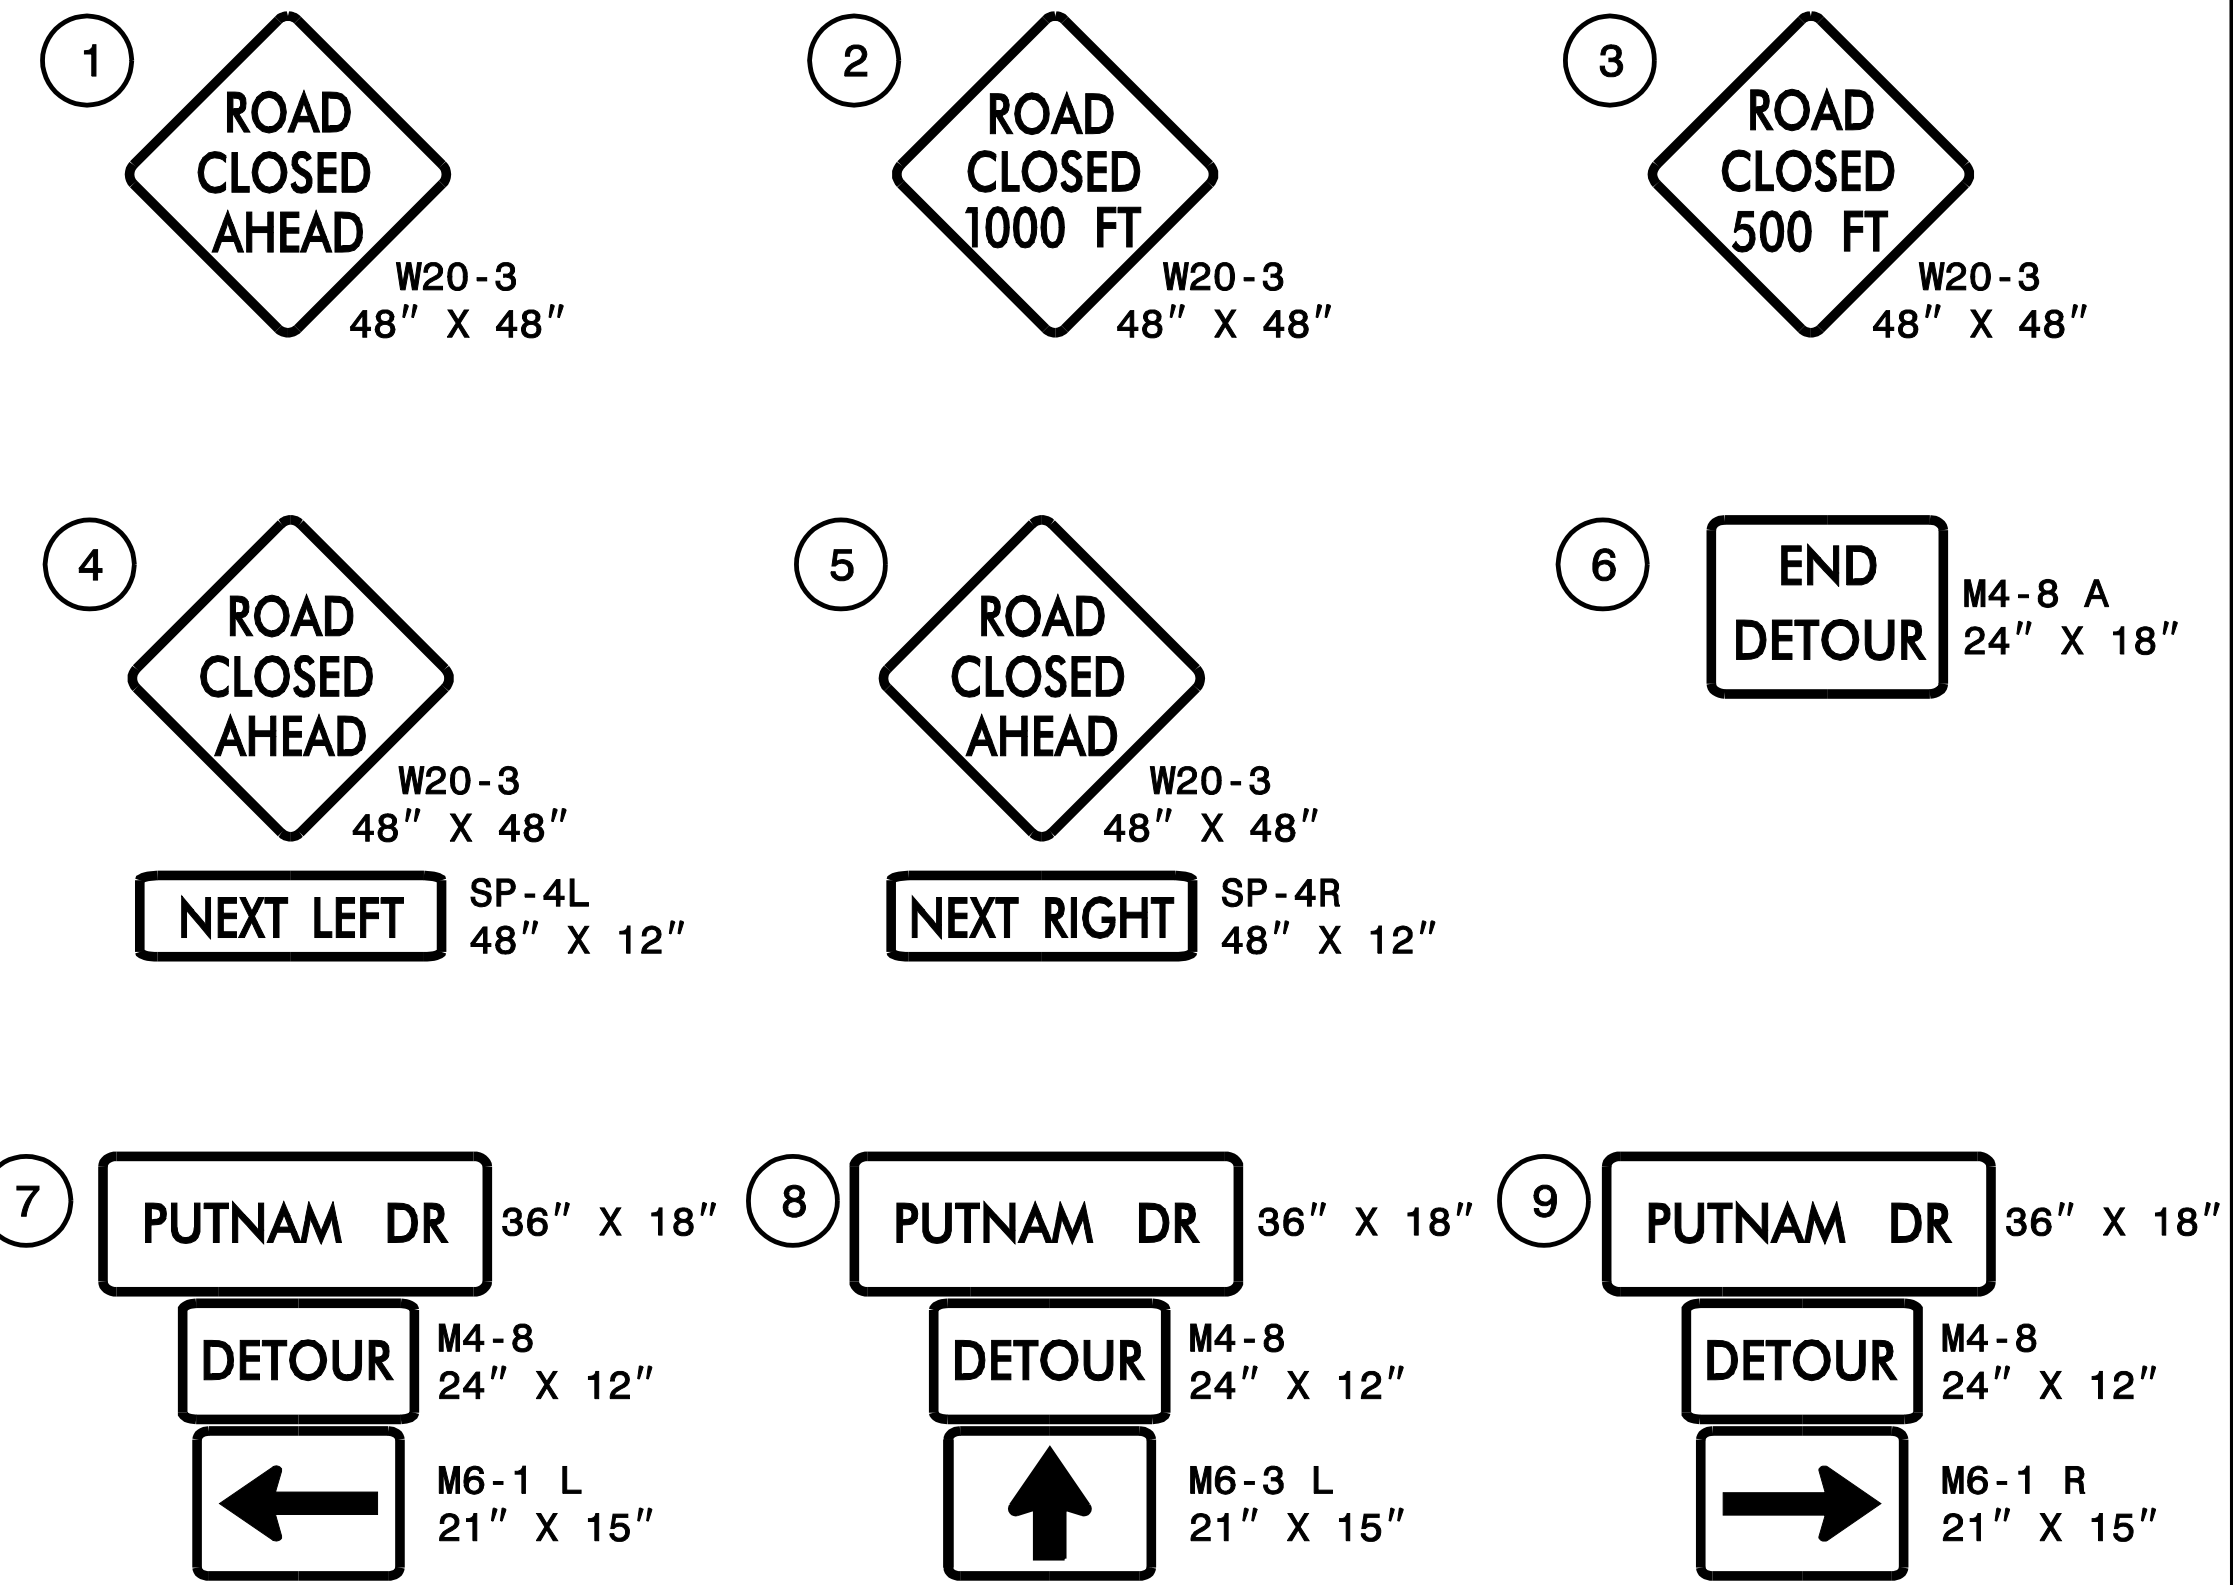 1
ROAD
CLOSED
AHEAD
W20-3
48" X 48"
2
ROAD
CLOSED
1000 FT
W20-3
48" X 48"
3
ROAD
CLOSED
500 FT
W20-3
48" X 48"
4
ROAD
CLOSED
AHEAD
W20-3
48" X 48"
NEXT LEFT
SP-4L
48" X 12"
5
ROAD
CLOSED
AHEAD
W20-3
48" X 48"
NEXT RIGHT
SP-4R
48" X 12"
6
END
DETOUR
M4-8 A
24" X 18"
7
PUTNAM DR
36" X 18"
DETOUR
M4-8
24" X 12"
M6-1 L
21" X 15"
8
PUTNAM DR
36" X 18"
DETOUR
M4-8
24" X 12"
M6-3 L
21" X 15"
9
PUTNAM DR
36" X 18"
DETOUR
M4-8
24" X 12"
M6-1 R
21" X 15"